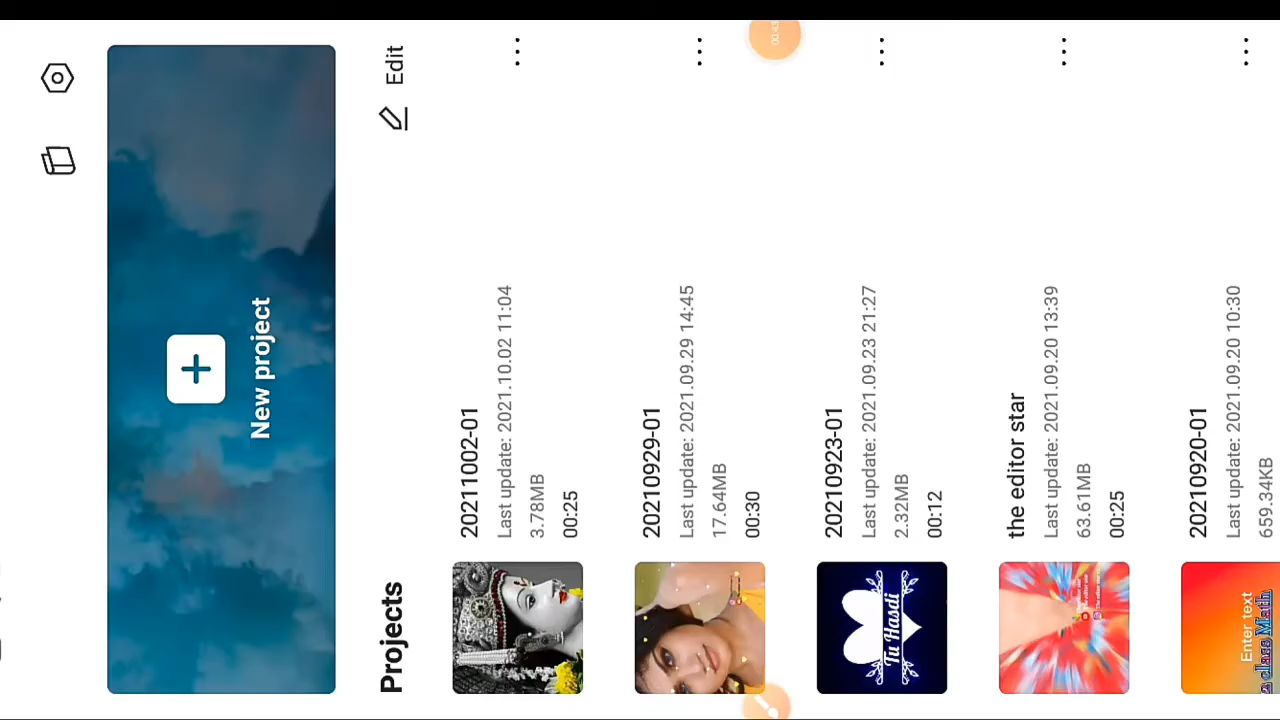 New project
Projects
Edit
20211002-01
Last update: 2021.10.02 11:04
3.78MB
00:25
20210929-01
Last update: 2021.09.29 14:45
17.64MB
00:30
Tu Hasdi
20210923-01
Last update: 2021.09.23 21:27
2.32MB
00:12
the editor star
Last update: 2021.09.20 13:39
63.61MB
00:25
Enter text
20210920-01
Last update: 2021.09.20 10:30
659.34KB